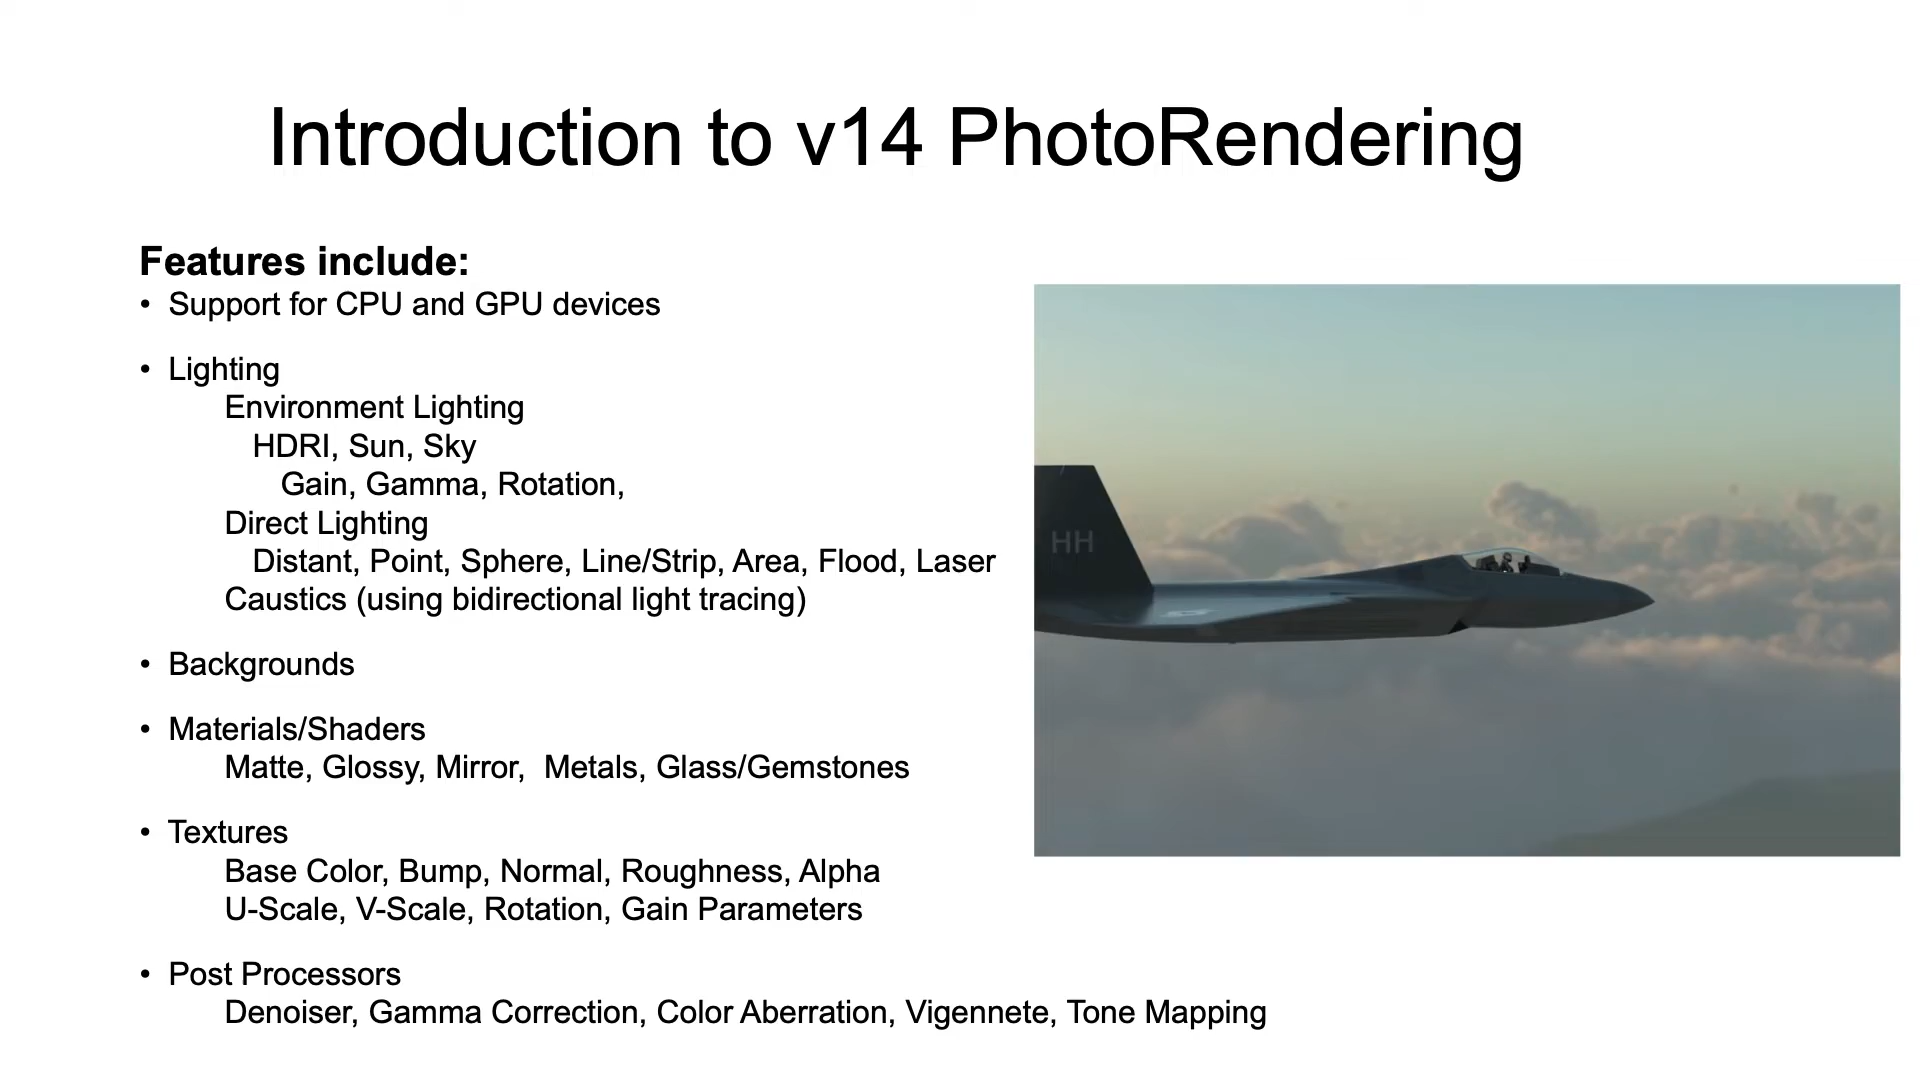 Introduction to v14 PhotoRendering
Features include:
• Support for CPU and GPU devices
• Lighting
Environment Lighting
HDRI, Sun, Sky
Gain, Gamma, Rotation,
Direct Lighting
Distant, Point, Sphere, Line/Strip, Area, Flood, Laser
Caustics (using bidirectional light tracing)
• Backgrounds
• Materials/Shaders
Matte, Glossy, Mirror,  Metals, Glass/Gemstones
• Textures
Base Color, Bump, Normal, Roughness, Alpha
U-Scale, V-Scale, Rotation, Gain Parameters
• Post Processors
Denoiser, Gamma Correction, Color Aberration, Vigennete, Tone Mapping
HH